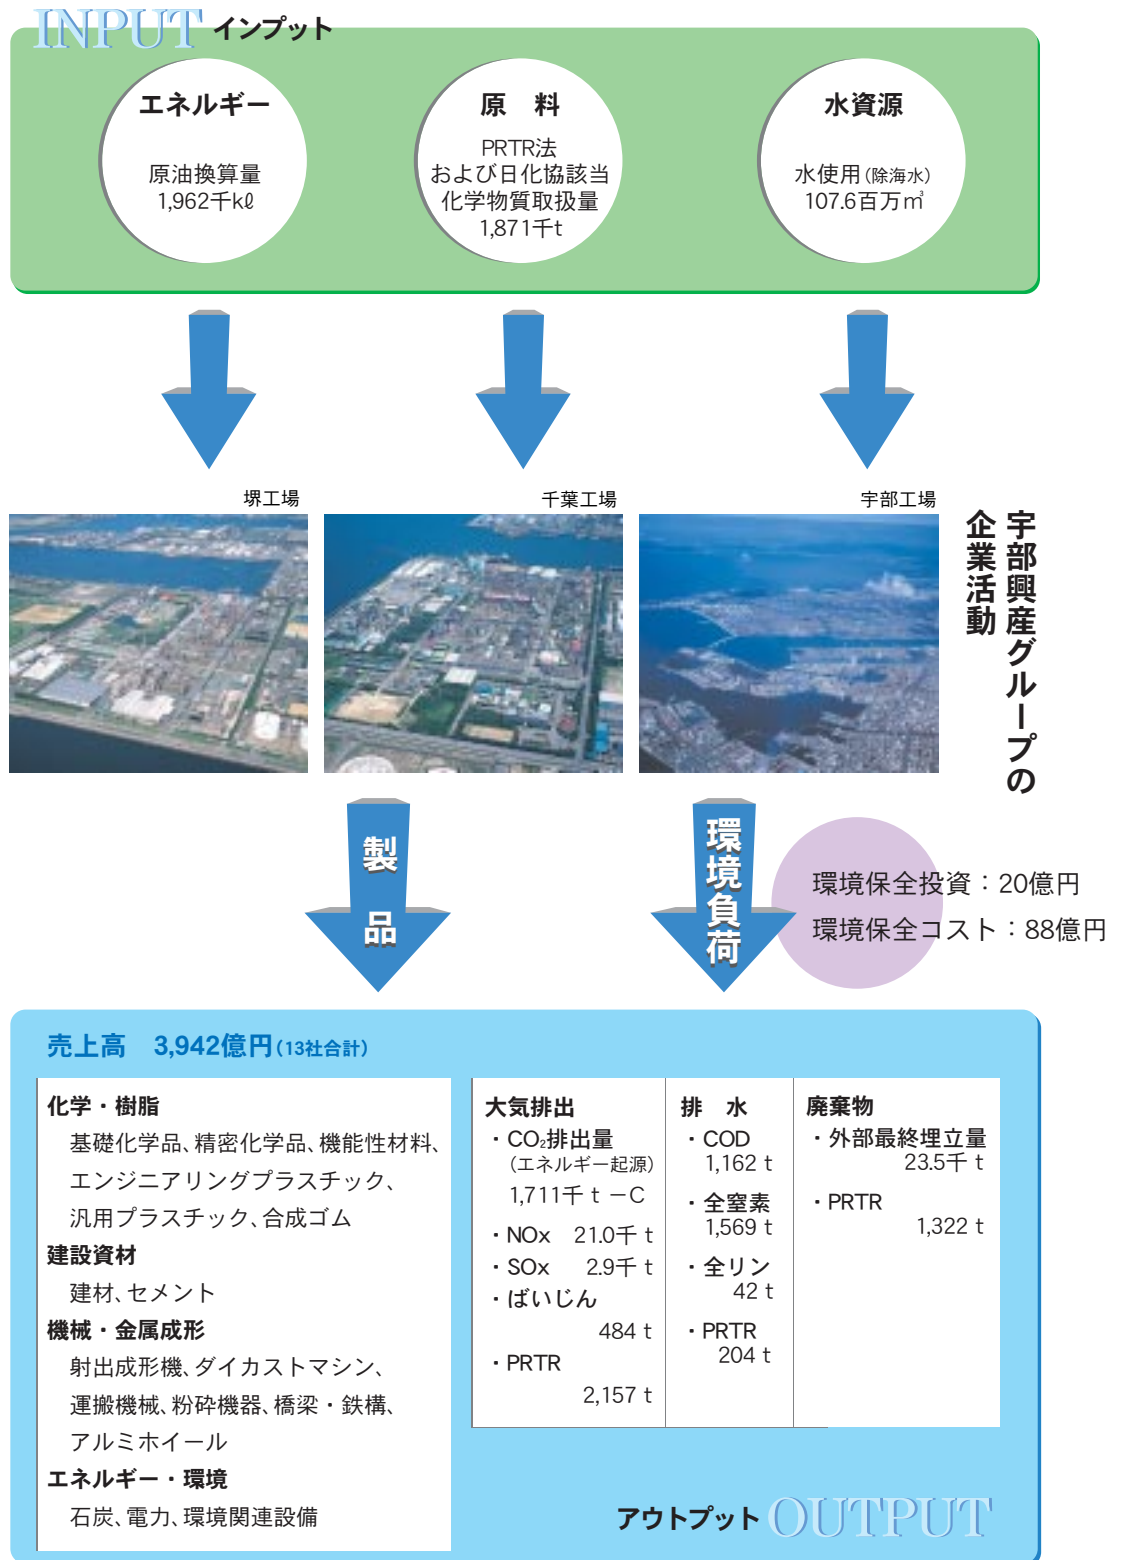 INPUT インプット
エネルギー
原油換算量
1,962千kℓ
原　料
PRTR法
および日化協該当
化学物質取扱量
1,871千t
水資源
水使用(除海水)
107.6百万㎥
堺工場
千葉工場
宇部工場
宇部興産グループの
企業活動
製品
環境負荷
環境保全投資：20億円
環境保全コスト：88億円
売上高　3,942億円(13社合計)
化学・樹脂
基礎化学品、精密化学品、機能性材料、
エンジニアリングプラスチック、
汎用プラスチック、合成ゴム
建設資材
建材、セメント
機械・金属成形
射出成形機、ダイカストマシン、
運搬機械、粉砕機器、橋梁・鉄構、
アルミホイール
エネルギー・環境
石炭、電力、環境関連設備
大気排出
・CO₂排出量
(エネルギー起源)
1,711千 t －C
・NOx　21.0千 t
・SOx　2.9千 t
・ばいじん
484 t
・PRTR
2,157 t
排　水
・COD
1,162 t
・全窒素
1,569 t
・全リン
42 t
・PRTR
204 t
廃棄物
・外部最終埋立量
23.5千 t
・PRTR
1,322 t
アウトプット OUTPUT